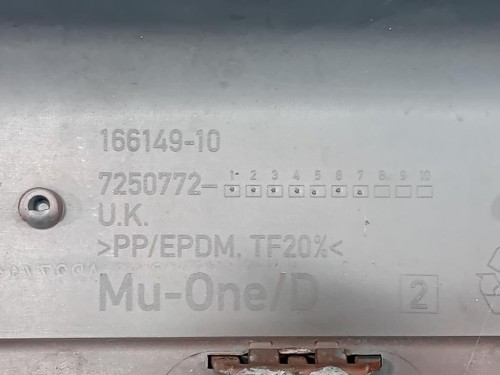 166149-10
1 2 3 4 5 6 7 8 9 10
7250772-
U.K.
>PP/EPDM. TF20%<
Mu-One/D 2